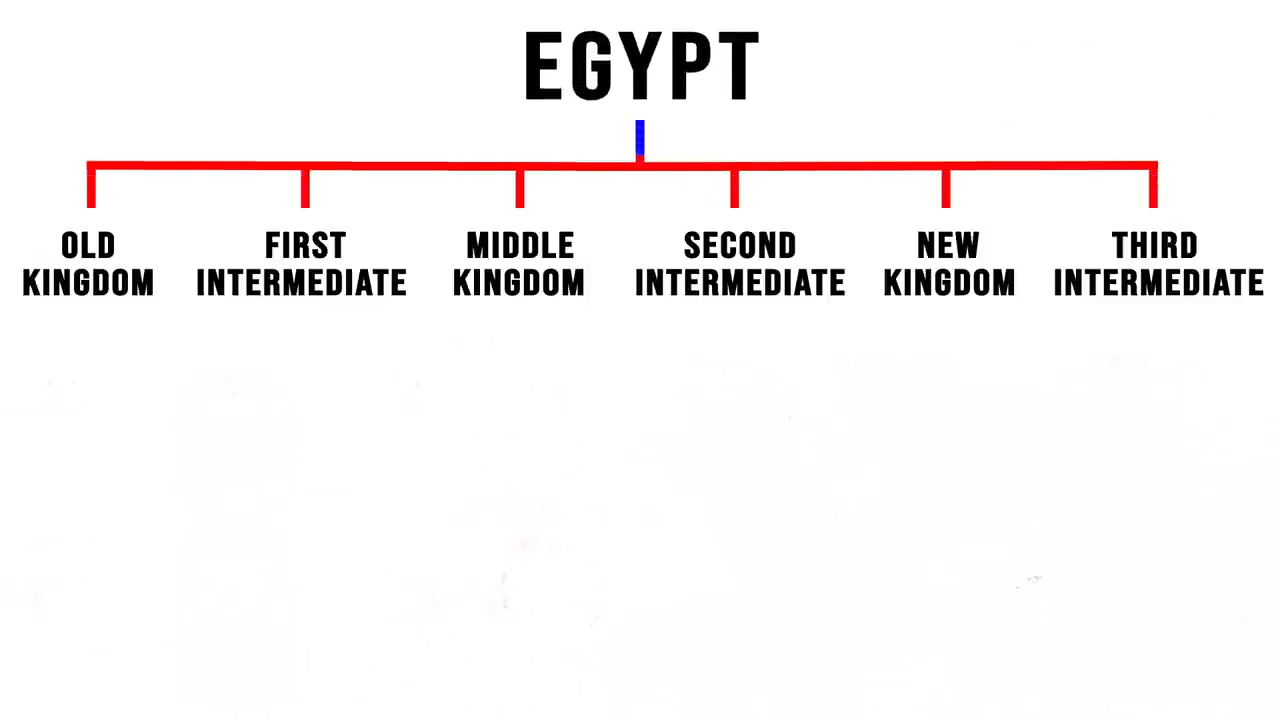 EGYPT
OLD
KINGDOM
FIRST
INTERMEDIATE
MIDDLE
KINGDOM
SECOND
INTERMEDIATE
NEW
KINGDOM
THIRD
INTERMEDIATE